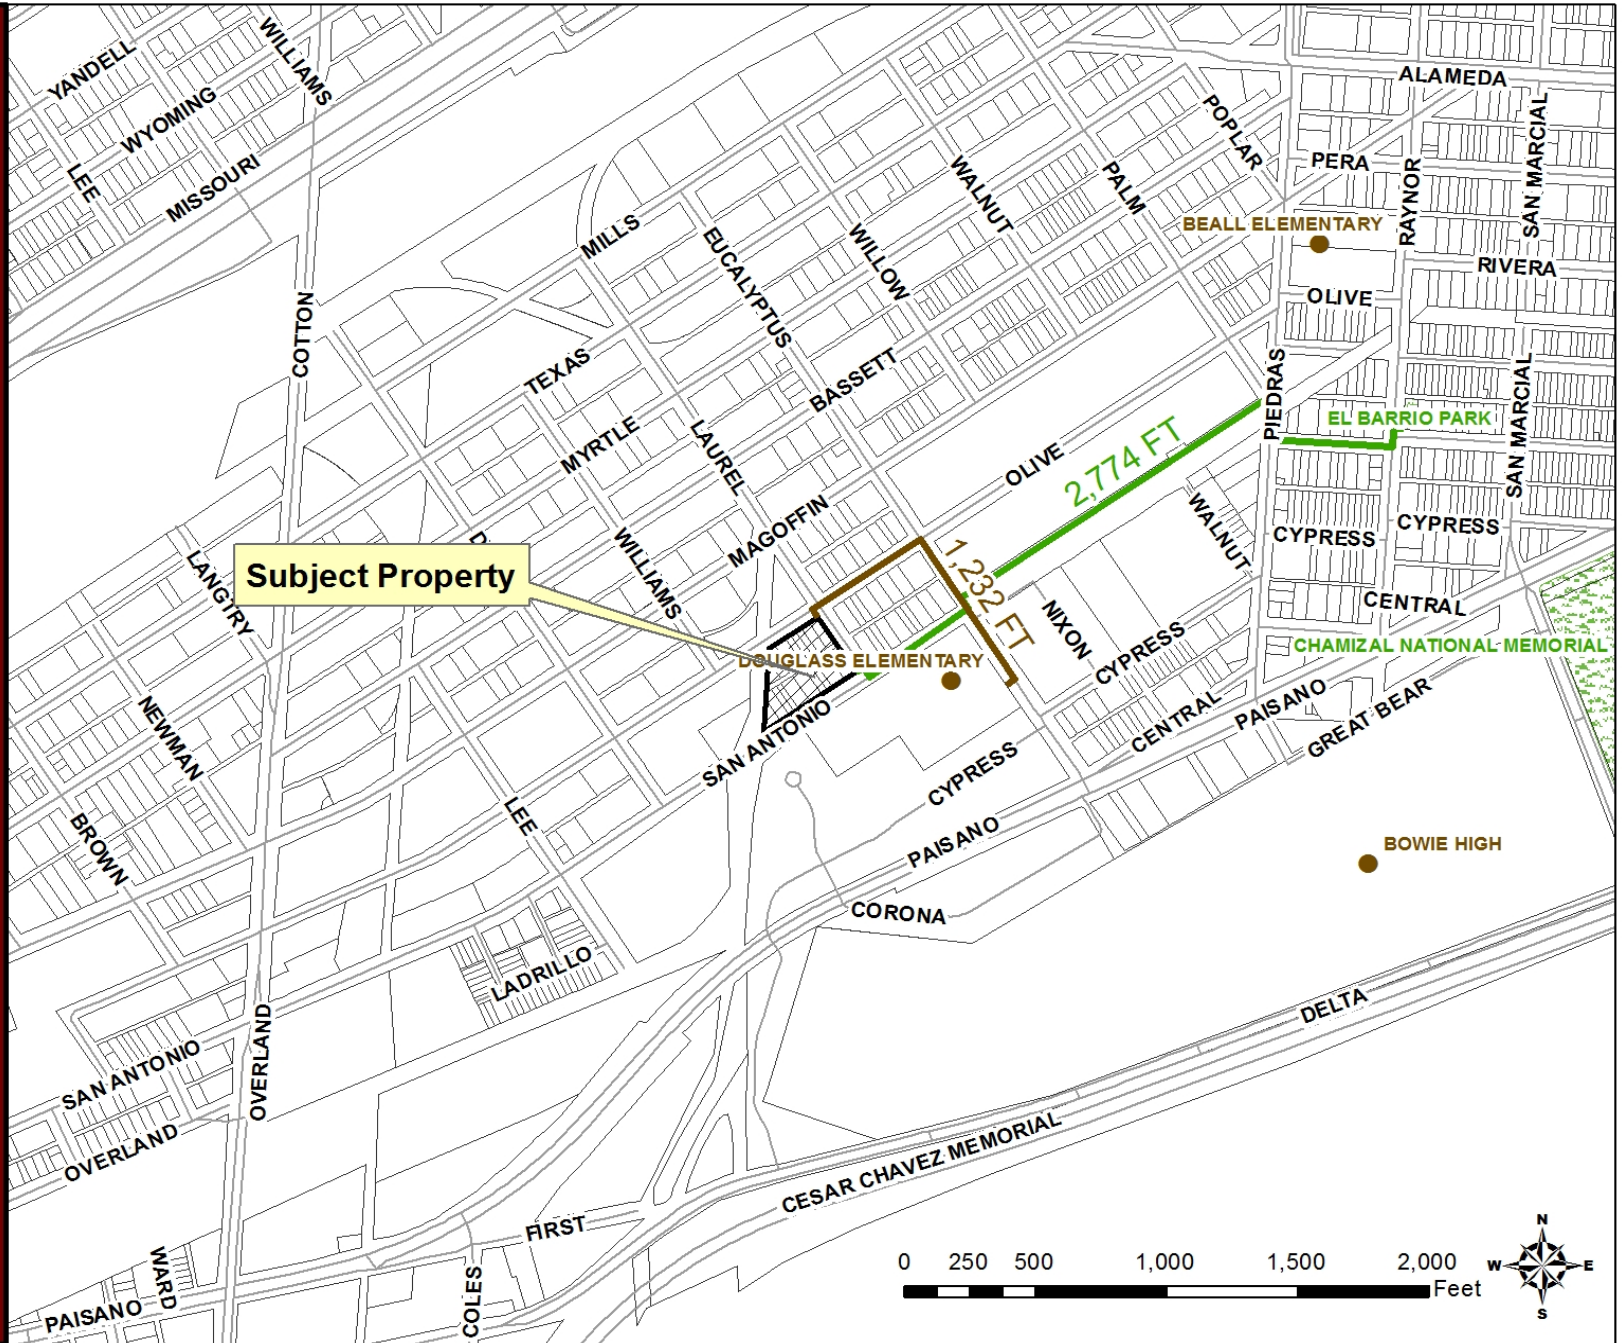 YANDELL
WILLIAMS
WYOMING
LEE
MISSOURI
ALAMEDA
POPLAR
SAN MARCIAL
PERA
RAYNOR
WALNUT
PALM
BEALL ELEMENTARY
MILLS
EUCALYPTUS
WILLOW
RIVERA
OLIVE
COTTON
TEXAS
BASSETT
PIEDRAS
SAN MARCIAL
EL BARRIO PARK
MYRTLE
LAUREL
OLIVE
2,774 FT
MAGOFFIN
WALNUT
CYPRESS
CYPRESS
LANGTRY
Subject Property
WILLIAMS
1,232 FT
NIXON
CYPRESS
CENTRAL
CHAMIZAL NATIONAL MEMORIAL
DOUGLASS ELEMENTARY
NEWMAN
SAN ANTONIO
CENTRAL
PAISANO
GREAT BEAR
CYPRESS
LEE
BROWN
PAISANO
BOWIE HIGH
CORONA
LADRILLO
DELTA
SAN ANTONIO
OVERLAND
OVERLAND
CESAR CHAVEZ MEMORIAL
FIRST
WARD
COLES
PAISANO
0 250 500 1,000 1,500 2,000
Feet
N
W E
S